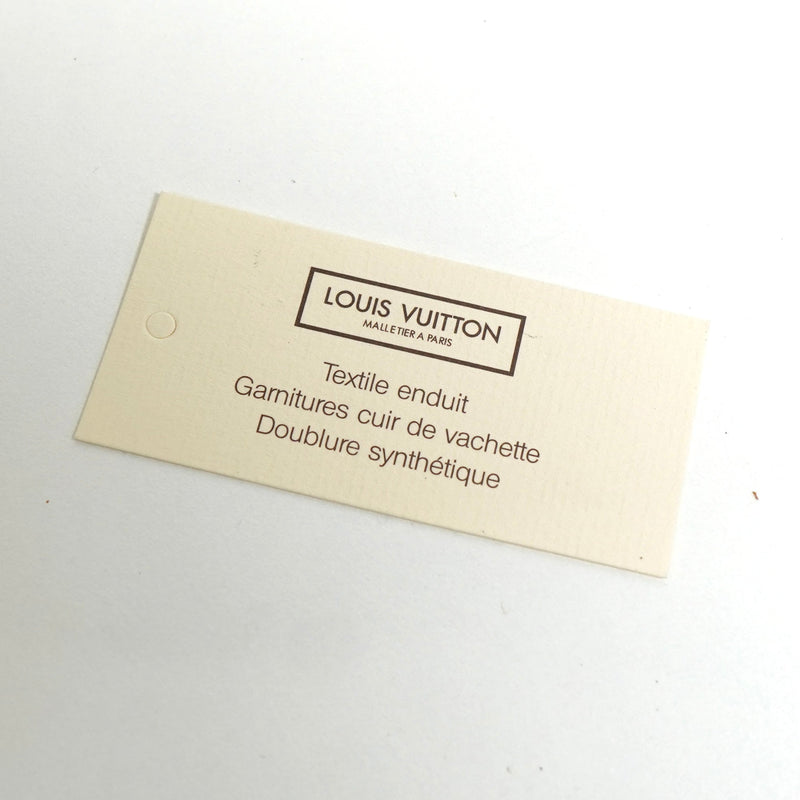 LOUIS VUITTON
MALLETIER A PARIS
Textile enduit
Garnitures cuir de vachette
Doublure synthétique